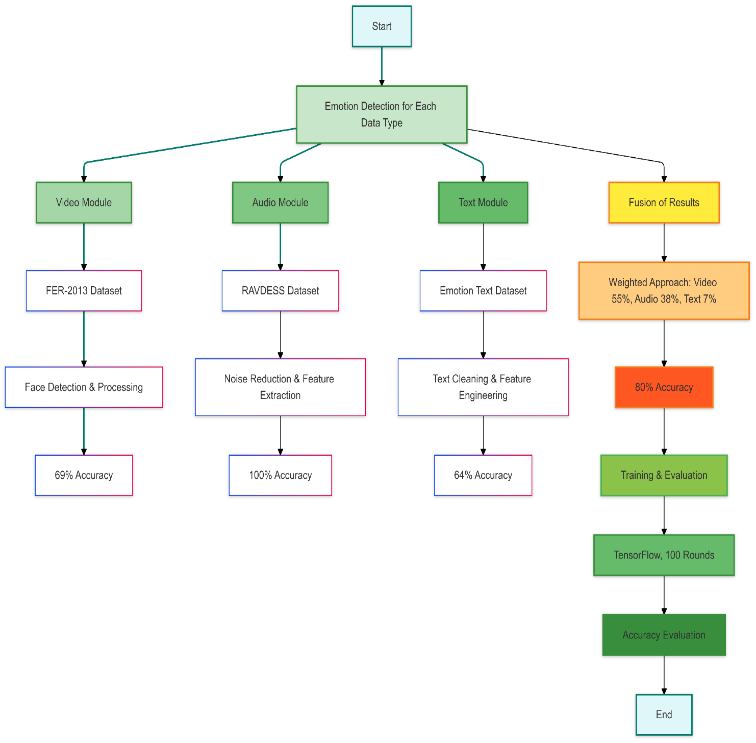 Start
Emotion Detection for Each
Data Type
Video Module
Audio Module
Text Module
Fusion of Results
FER-2013 Dataset
RAVDESS Dataset
Emotion Text Dataset
Weighted Approach: Video
55%, Audio 38%, Text 7%
Face Detection & Processing
Noise Reduction & Feature
Extraction
Text Cleaning & Feature
Engineering
80% Accuracy
69% Accuracy
100% Accuracy
64% Accuracy
Training & Evaluation
TensorFlow, 100 Rounds
Accuracy Evaluation
End